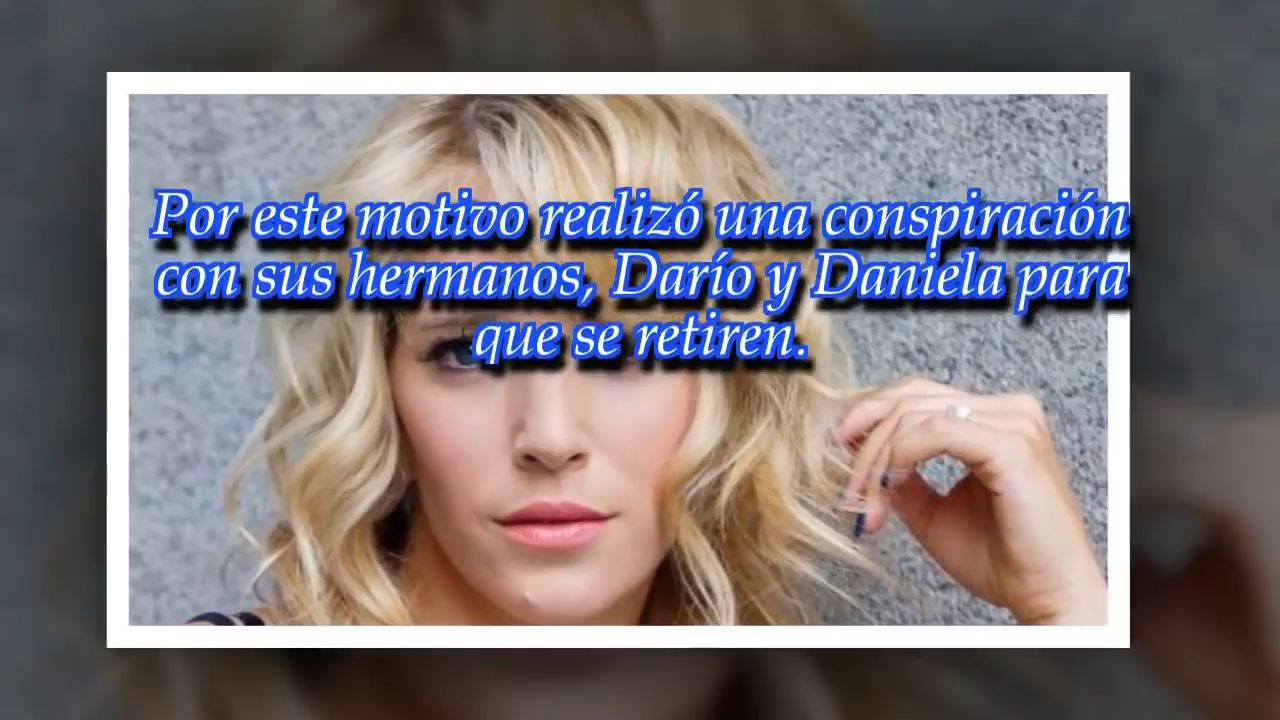 Por este motivo realizó una conspiración
con sus hermanos, Darío y Daniela para
que se retiren.